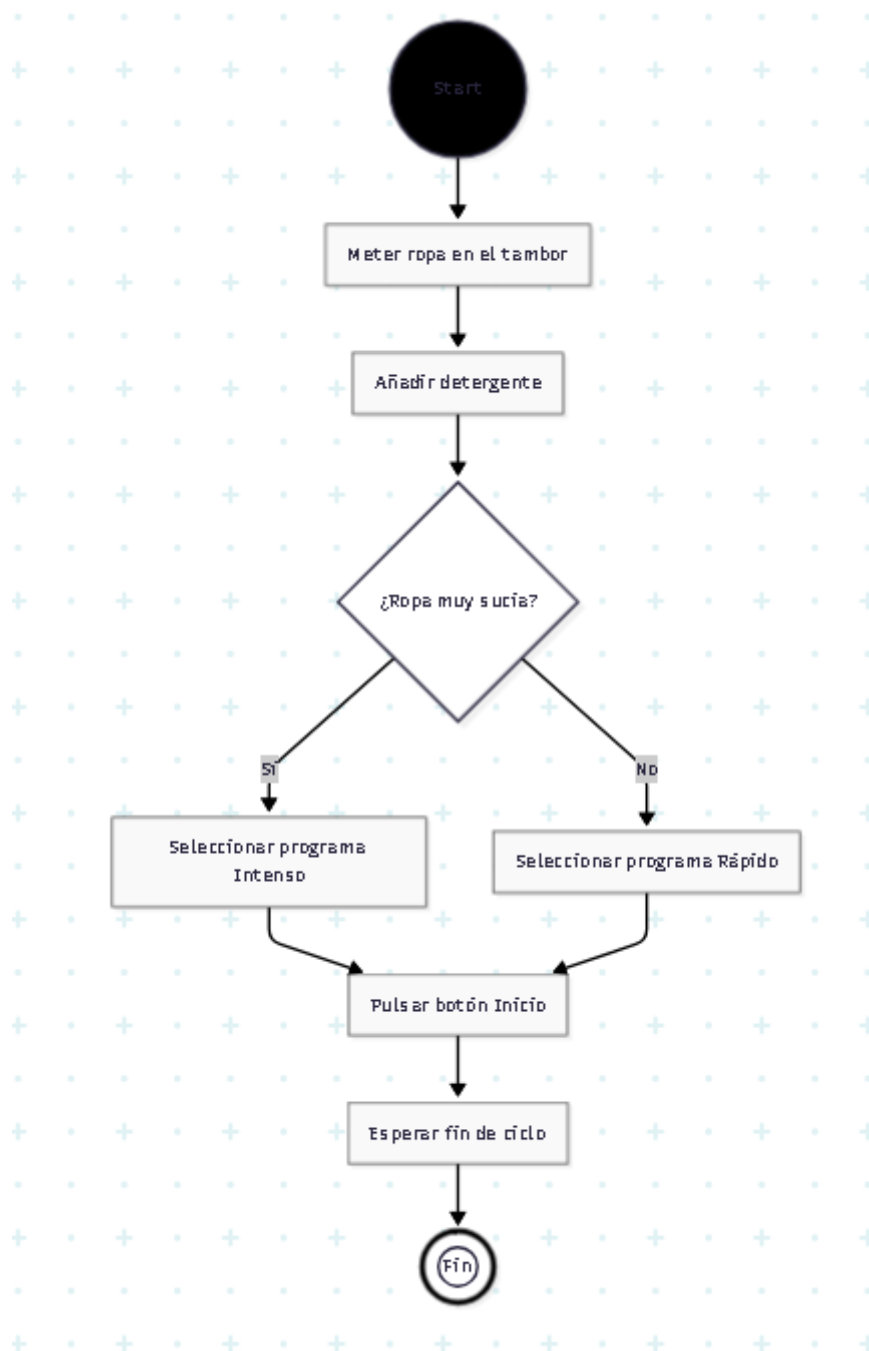 Start
Meter ropa en el tambor
Añadir detergente
¿Ropa muy sucia?
Sí
No
Seleccionar programa
Intenso
Seleccionar programa Rápido
Pulsar botón Inicio
Esperar fin de ciclo
Fin